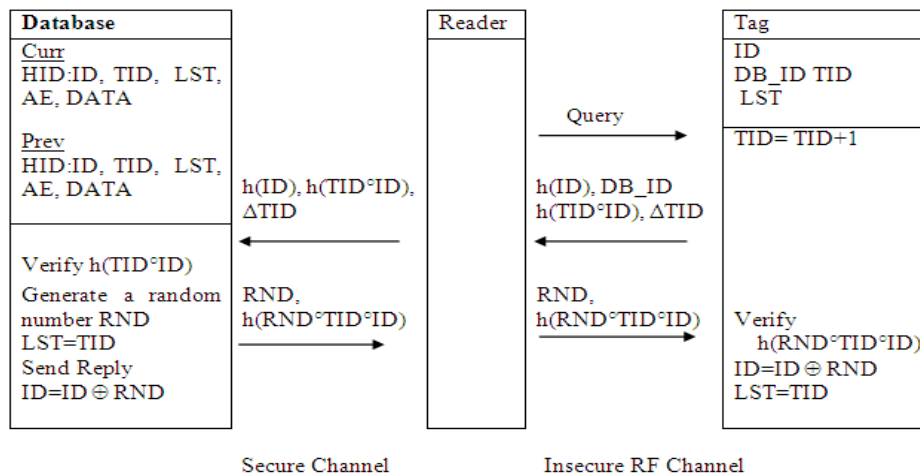 Database
Curr
HID:ID, TID, LST,
AE, DATA
Prev
HID:ID, TID, LST,
AE, DATA
Verify h(TID°ID)
Generate a random
number RND
LST=TID
Send Reply
ID=ID⊕RND
h(ID), h(TID°ID),
ΔTID
RND,
h(RND°TID°ID)
Reader
Query
h(ID), DB_ID
h(TID°ID), ΔTID
RND,
h(RND°TID°ID)
Tag
ID
DB_ID TID
LST
TID= TID+1
Verify
h(RND°TID°ID)
ID=ID⊕RND
LST=TID
Secure Channel
Insecure RF Channel